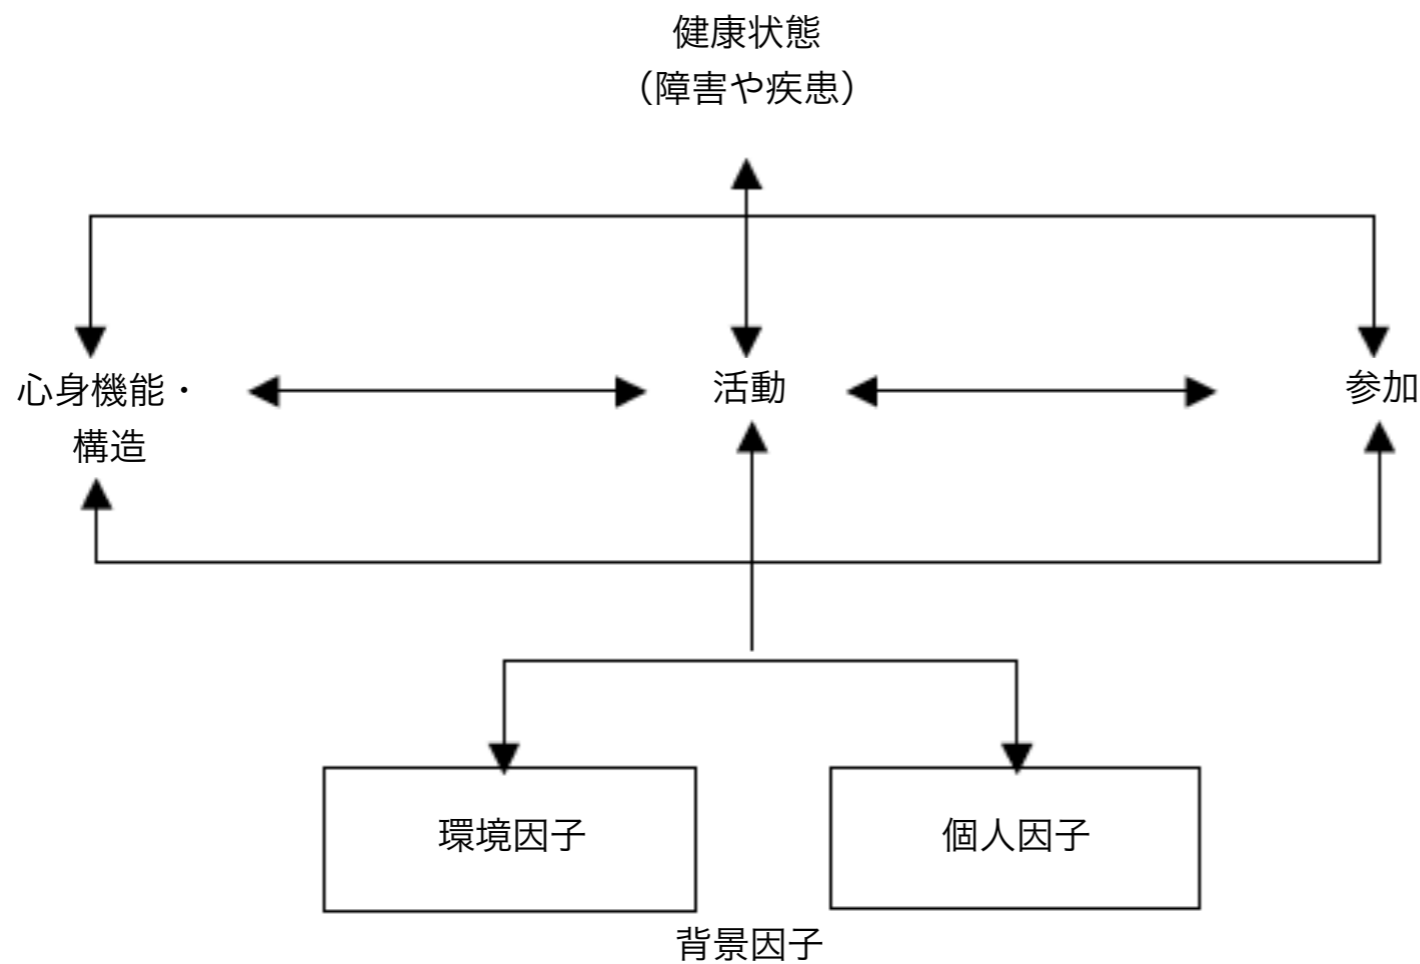 健康状態
（障害や疾患）
心身機能・
構造
活動
参加
環境因子
個人因子
背景因子